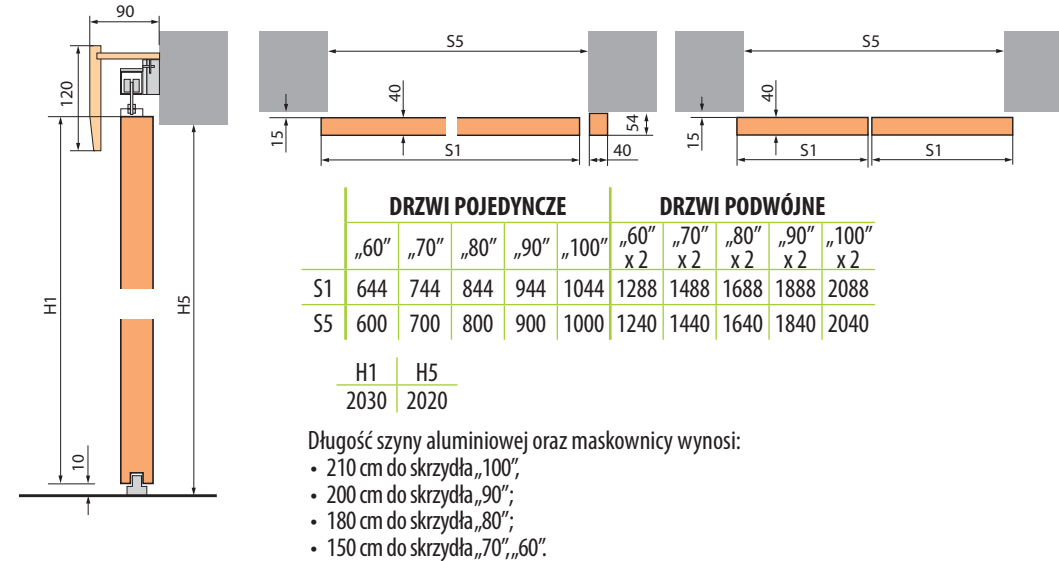 90
120
H1
H5
10
S5
40
15
S1
54
40
S5
40
15
S1
S1
DRZWI POJEDYNCZE DRZWI PODWÓJNE
„60” „70” „80” „90” „100” „60” x 2 „70” x 2 „80” x 2 „90” x 2 „100” x 2
S1 644 744 844 944 1044 1288 1488 1688 1888 2088
S5 600 700 800 900 1000 1240 1440 1640 1840 2040
H1 H5
2030 2020
Długość szyny aluminiowej oraz maskownicy wynosi:
• 210 cm do skrzydła „100”,
• 200 cm do skrzydła „90”;
• 180 cm do skrzydła „80”;
• 150 cm do skrzydła „70”, „60”.